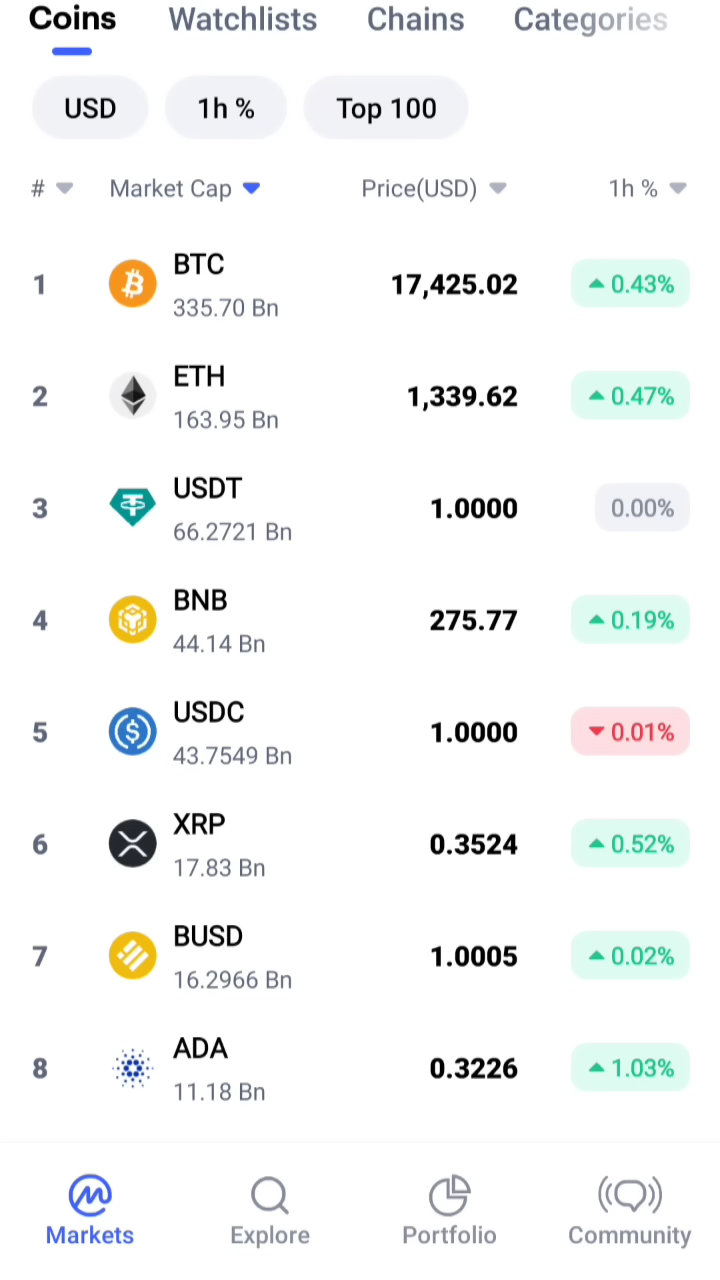 Coins Watchlists Chains Categories
USD 1h % Top 100
# Market Cap Price(USD) 1h %
1 BTC 335.70 Bn 17,425.02 0.43%
2 ETH 163.95 Bn 1,339.62 0.47%
3 USDT 66.2721 Bn 1.0000 0.00%
4 BNB 44.14 Bn 275.77 0.19%
5 USDC 43.7549 Bn 1.0000 0.01%
6 XRP 17.83 Bn 0.3524 0.52%
7 BUSD 16.2966 Bn 1.0005 0.02%
8 ADA 11.18 Bn 0.3226 1.03%
Markets Explore Portfolio Community